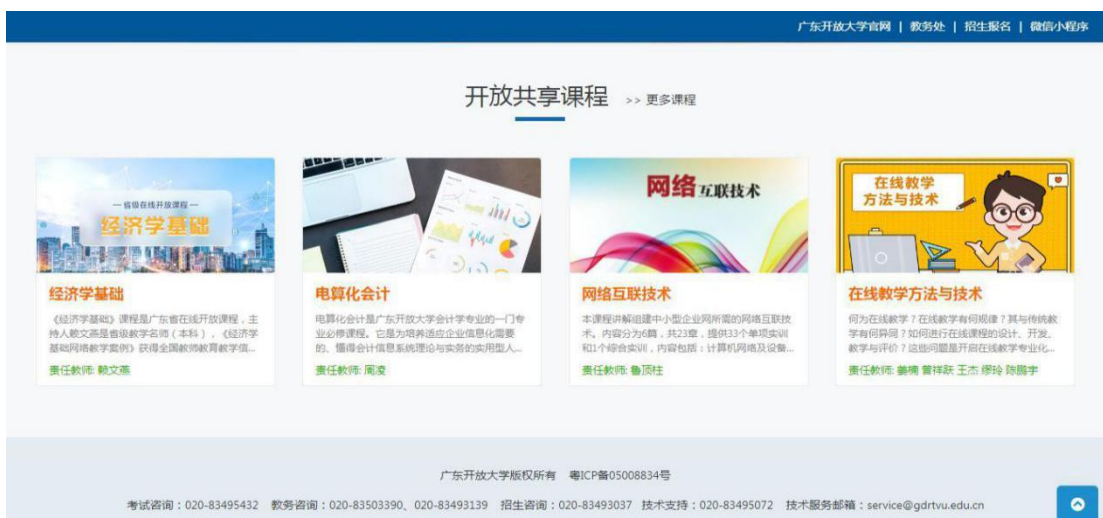 广东开放大学官网 | 教务处 | 招生报名 | 微信小程序
开放共享课程 >> 更多课程
— 省级在线开放课程 —
经济学基础
网络互联技术
在线教学
方法与技术
经济学基础
《经济学基础》课程是广东省在线开放课程，主
持人赖文燕是省级教学名师（本科），《经济学
基础网络教学案例》获得全国教师教育教学信...
责任教师: 赖文燕
电算化会计
电算化会计是广东开放大学会计学专业的一门专
业必修课程。它是为培养适应企业信息化需要
的、懂得会计信息系统理论与实务的实用型人...
责任教师: 周凌
网络互联技术
本课程讲解组建中小型企业网所需的网络互联技
术。内容分为6篇，共23章，提供33个单项实训
和1个综合实训，内容包括：计算机网络及设备...
责任教师: 鲁顶柱
在线教学方法与技术
何为在线教学？在线教学有何规律？其与传统教
学有何异同？如何进行在线课程的设计、开发、
教学与评价？这些问题是开启在线教学专业化...
责任教师: 姜楠 曾祥跃 王杰 缪玲 陈鹏宇
广东开放大学版权所有 粤ICP备05008834号
考试咨询：020-83495432 教务咨询：020-83503390、020-83493139 招生咨询：020-83493037 技术支持：020-83495072 技术服务邮箱：service@gdrtvu.edu.cn